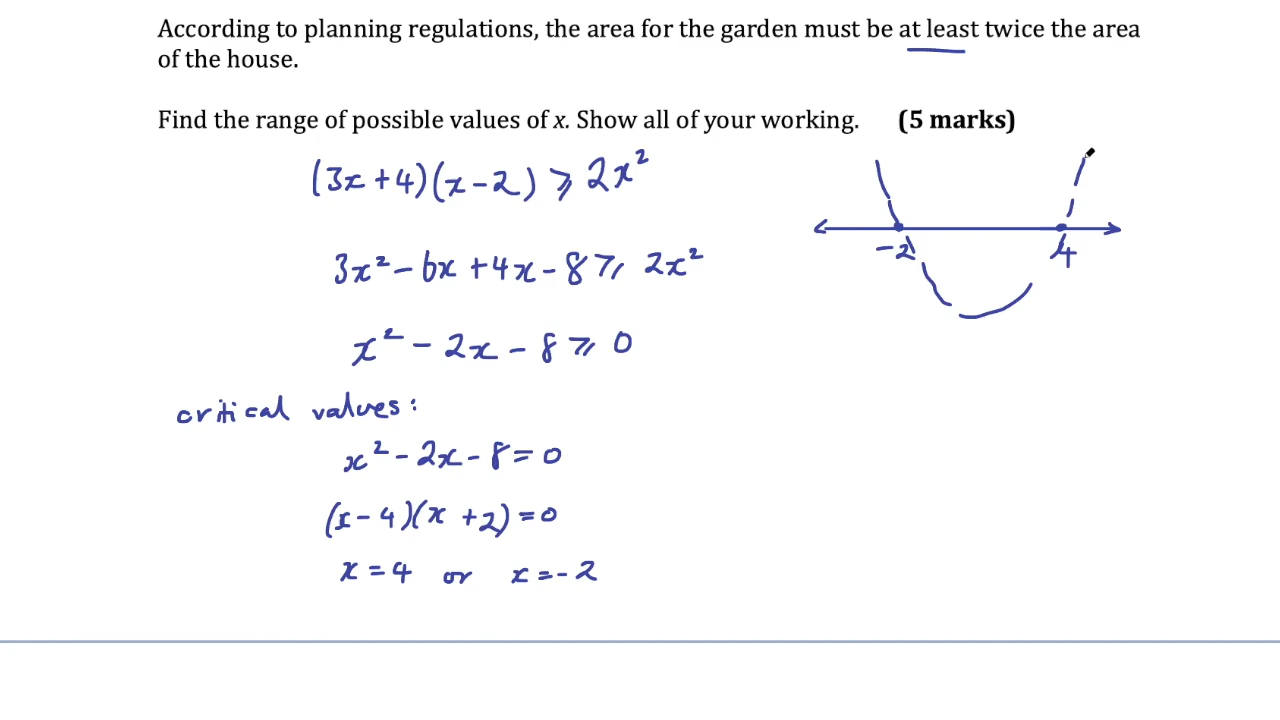 According to planning regulations, the area for the garden must be at least twice the area
of the house.
Find the range of possible values of x. Show all of your working. (5 marks)
(3x+4)(x-2) ⩾ 2x²
3x² - 6x + 4x - 8 ⩾ 2x²
x² - 2x - 8 ⩾ 0
critical values:
x² - 2x - 8 = 0
(x - 4)(x + 2) = 0
x = 4 or x = -2
-2 4